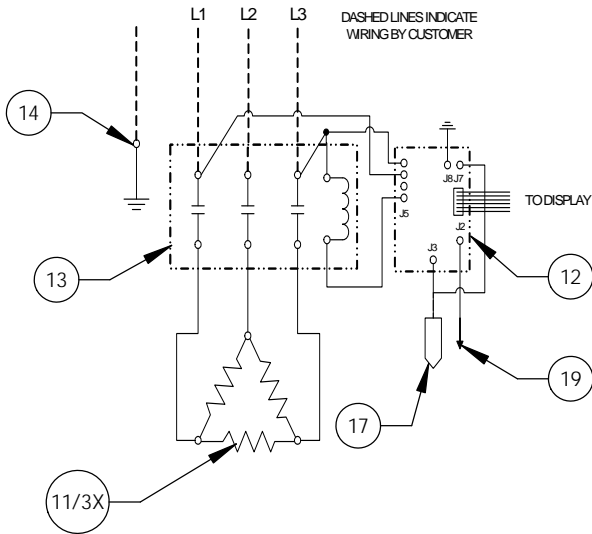 L1 L2 L3
DASHED LINES INDICATE
WIRING BY CUSTOMER
14
J8 J7
TO DISPLAY
J5
J2
J3
13
12
19
17
11/3X